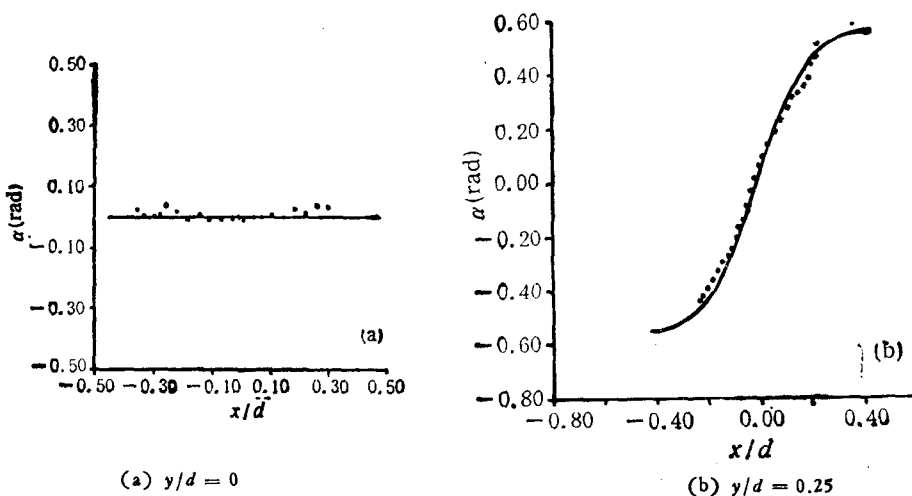 0.50
0.30
0.10
−0.10
−0.30
−0.50
α(rad)
(a)
−0.50 −0.30 −0.10 0.10 0.30 0.50
x/d
(a) y/d = 0
0.60
0.40
0.20
0.00
−0.20
−0.40
−0.60
−0.80
α(rad)
(b)
−0.80 −0.40 0.00 0.40
x/d
(b) y/d = 0.25